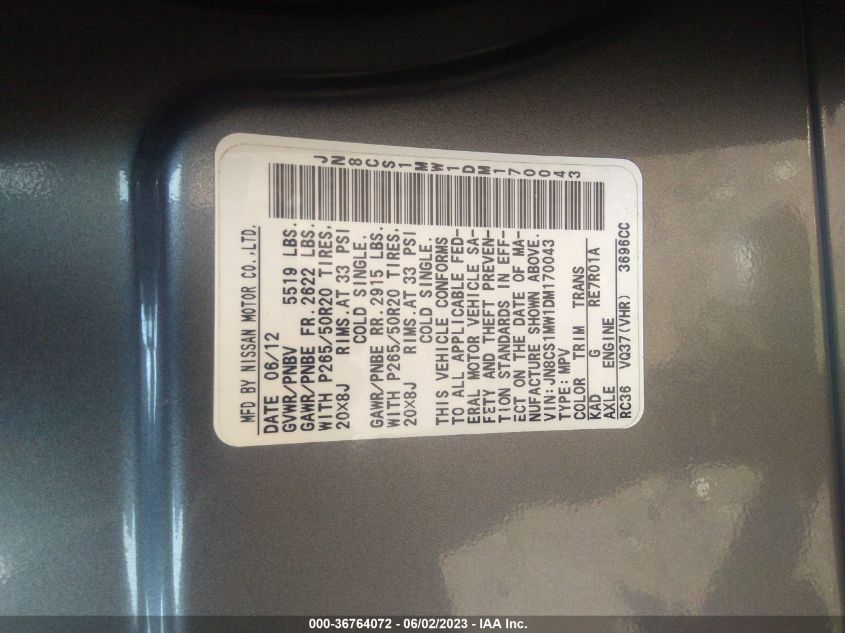 MFD BY NISSAN MOTOR CO.,LTD.
DATE 06/12
GVWR/PNBV 5519 LBS.
GAWR/PNBE FR. 2622 LBS.
WITH P265/50R20 TIRES,
20X8J RIMS.AT 33 PSI
COLD SINGLE.
GAWR/PNBE RR. 2915 LBS.
WITH P265/50R20 TIRES,
20X8J RIMS.AT 33 PSI
COLD SINGLE.
THIS VEHICLE CONFORMS
TO ALL APPLICABLE FED-
ERAL MOTOR VEHICLE SA-
FETY AND THEFT PREVEN-
TION STANDARDS IN EFF-
ECT ON THE DATE OF MA-
NUFACTURE SHOWN ABOVE.
VIN:JN8CS1MW1DM170043
TYPE:MPV
COLOR TRIM TRANS
KAD G RE7R01A
AXLE ENGINE
RC36 VQ37(VHR) 3696CC
JN8CS1MW1DM170043
000-36764072 - 06/02/2023 - IAA Inc.